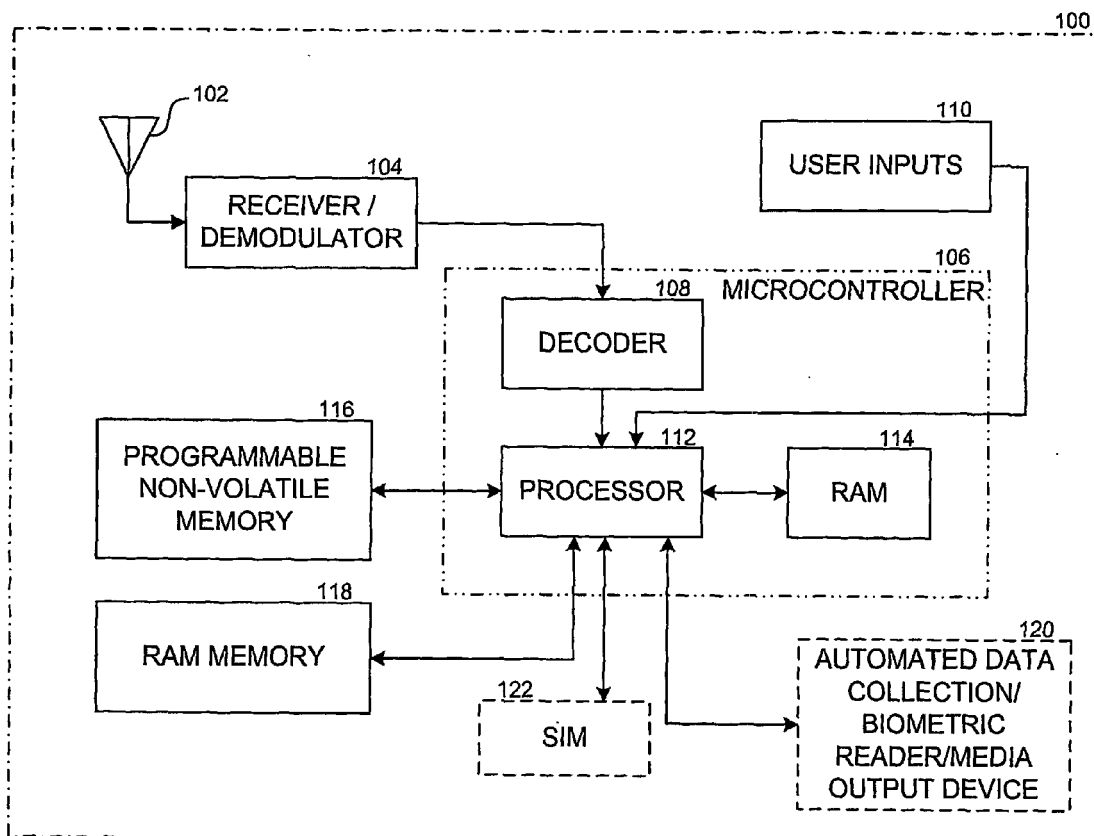 100
102
104
RECEIVER /
DEMODULATOR
110
USER INPUTS
106
MICROCONTROLLER
108
DECODER
116
PROGRAMMABLE
NON-VOLATILE
MEMORY
112
PROCESSOR
114
RAM
118
RAM MEMORY
122
SIM
120
AUTOMATED DATA
COLLECTION/
BIOMETRIC
READER/MEDIA
OUTPUT DEVICE